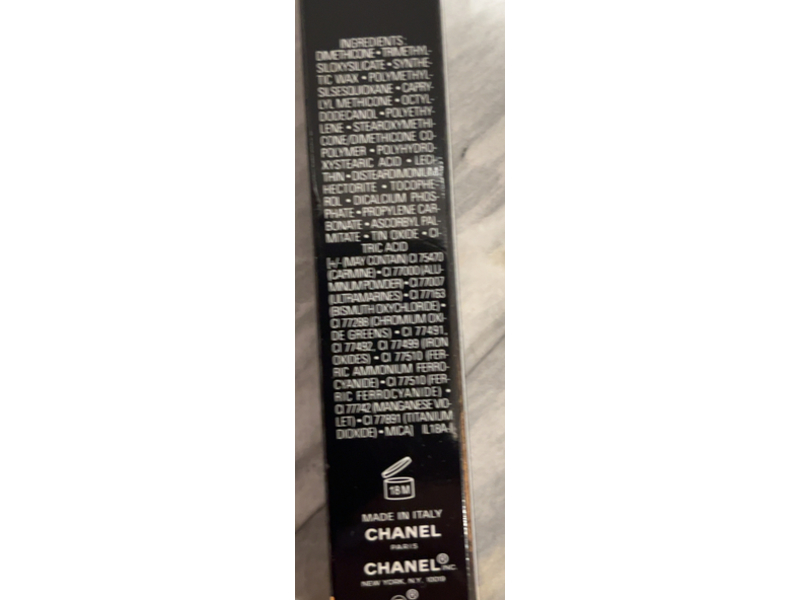 INGREDIENTS:
DIMETHICONE • TRIMETHYL-
SILOXYSILICATE • SYNTHE-
TIC WAX • POLYMETHYL-
SILSESQUIOXANE • CAPRY-
LYL METHICONE • OCTYL-
DODECANOL • POLYETHY-
LENE • STEAROXYMETHI-
CONE/DIMETHICONE CO
POLYMER • POLYHYDRO-
XYSTEARIC ACID • LECI-
THIN • DISTEARDIMONIUM
HECTORITE • TOCOPHE-
ROL • DICALCIUM PHOS-
PHATE • PROPYLENE CAR-
BONATE • ASCORBYL PAL-
MITATE • TIN OXIDE • CI-
TRIC ACID
[+/- (MAY CONTAIN) CI 75470
(CARMINE) • CI 77000 (ALU-
MINUM POWDER) • CI 77007
(ULTRAMARINES) • CI 77163
(BISMUTH OXYCHLORIDE) •
CI 77288 (CHROMIUM OXI-
DE GREENS) • CI 77491,
CI 77492, CI 77499 (IRON
OXIDES) • CI 77510 (FER-
RIC AMMONIUM FERRO-
CYANIDE) • CI 77510 (FER-
RIC FERROCYANIDE) •
CI 77742 (MANGANESE VIO-
LET) • CI 77891 (TITANIUM
DIOXIDE) • MICA] IL18A-
18 M
MADE IN ITALY
CHANEL
PARIS
CHANEL® INC.
NEW YORK, N.Y. 10019
®